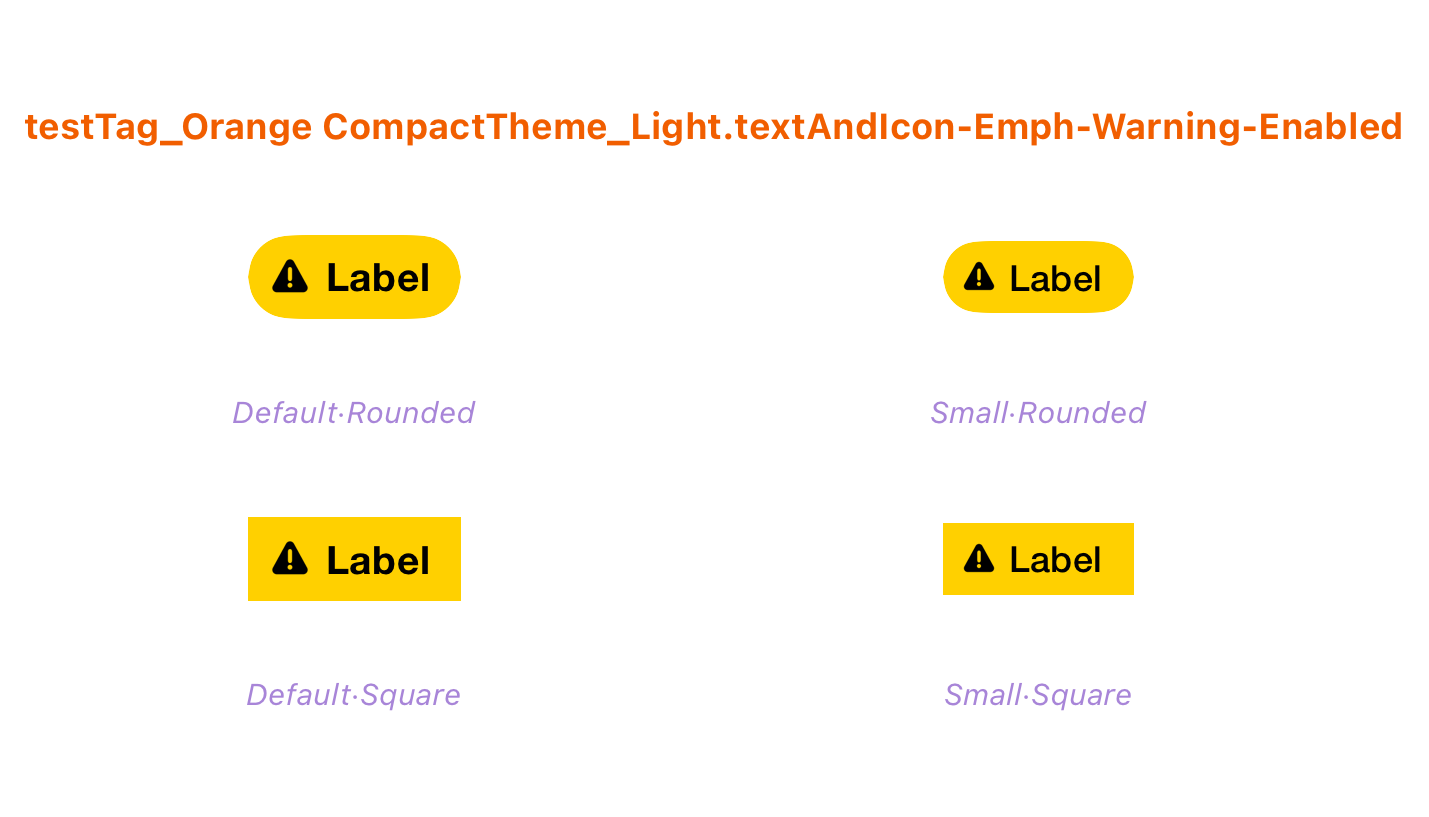 testTag_Orange CompactTheme_Light.textAndIcon-Emph-Warning-Enabled
Label
Label
Default·Rounded
Small·Rounded
Label
Label
Default·Square
Small·Square